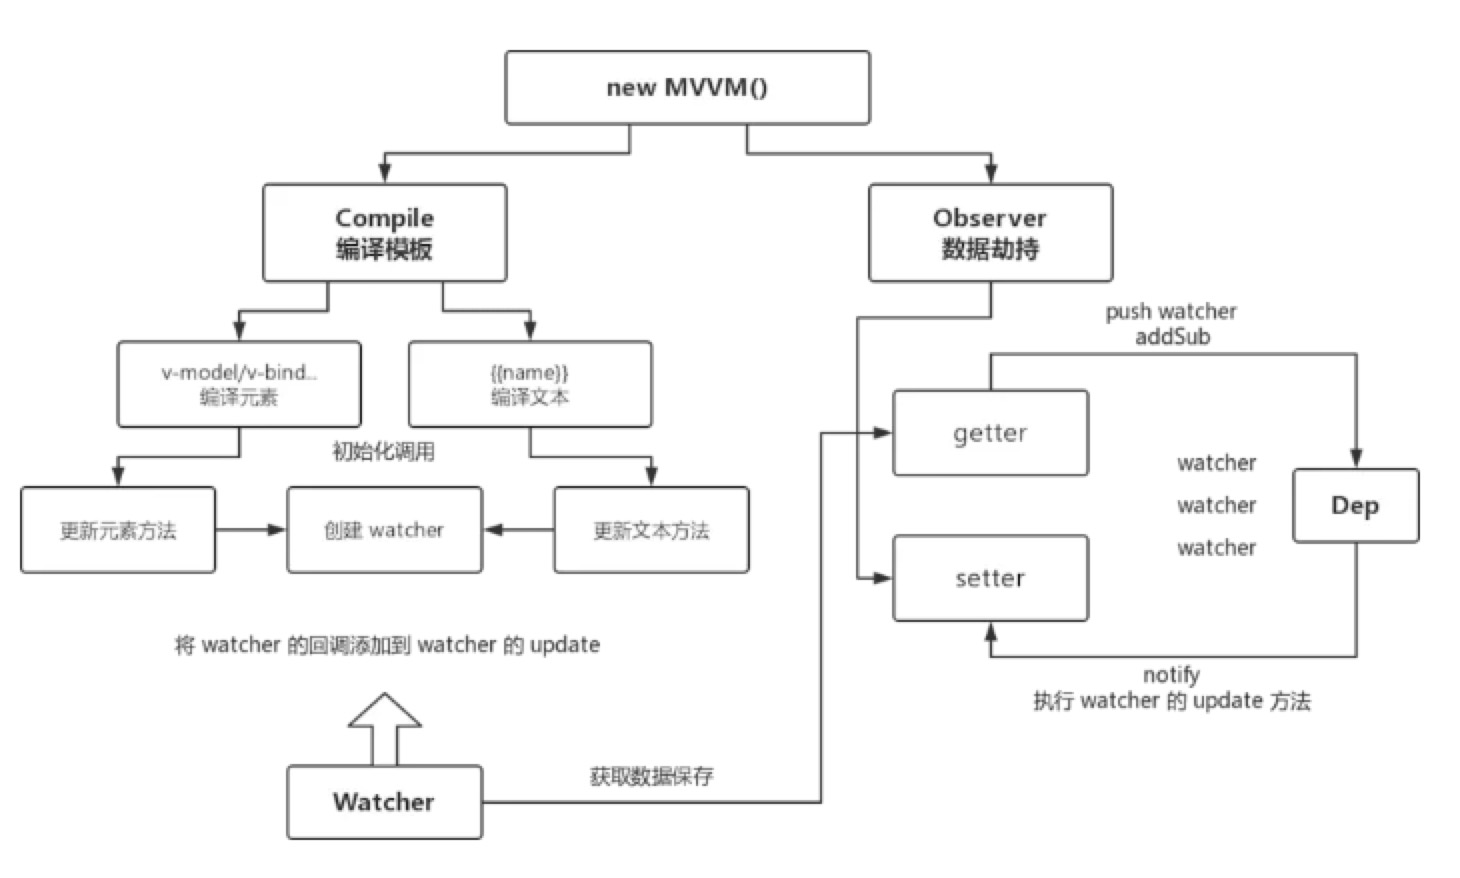 new MVVM()
Compile
编译模板
Observer
数据劫持
push watcher
addSub
v-model/v-bind...
编译元素
{{name}}
编译文本
getter
初始化调用
watcher
watcher
watcher
Dep
更新元素方法
创建 watcher
更新文本方法
setter
将 watcher 的回调添加到 watcher 的 update
notify
执行 watcher 的 update 方法
获取数据保存
Watcher